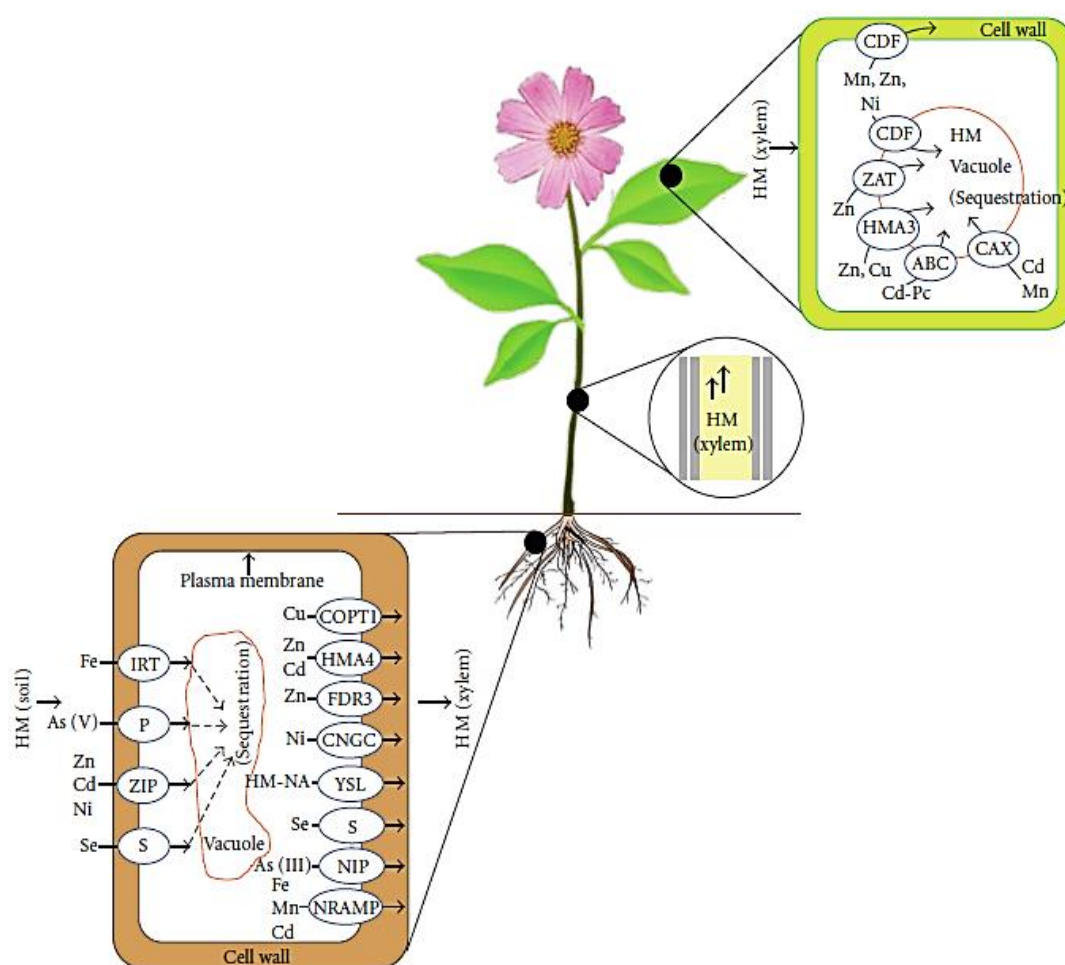 CDF
Cell wall
Mn, Zn,
Ni
CDF
HM
Vacuole
(Sequestration)
ZAT
Zn
HMA3
Zn, Cu
ABC
CAX
Cd-Pc
Cd
Mn
HM (xylem)
HM
(xylem)
Plasma membrane
HM (soil)
Fe
IRT
As (V)
P
Zn
Cd
Ni
ZIP
Se
S
(Sequestration)
Vacuole
Cu
COPT1
Zn
Cd
HMA4
Zn
FDR3
Ni
CNGC
HM-NA
YSL
Se
S
As (III)
NIP
Fe
Mn
Cd
NRAMP
HM (xylem)
Cell wall